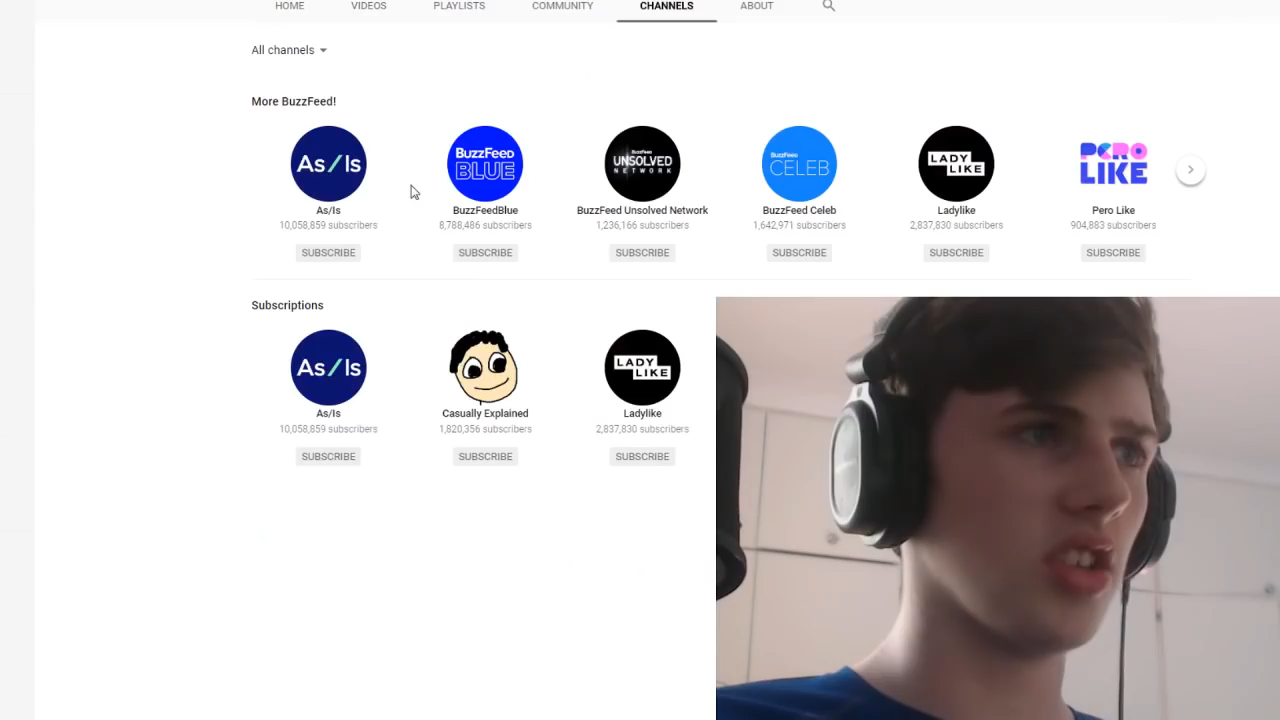 HOME VIDEOS PLAYLISTS COMMUNITY CHANNELS ABOUT
All channels
More BuzzFeed!
As/Is
BuzzFeed BLUE
BuzzFeed UNSOLVED NETWORK
BuzzFeed CELEB
LADY LIKE
PERO LIKE
As/Is BuzzFeedBlue BuzzFeed Unsolved Network BuzzFeed Celeb Ladylike Pero Like
10,058,859 subscribers 8,788,486 subscribers 1,236,166 subscribers 1,642,971 subscribers 2,837,830 subscribers 904,883 subscribers
SUBSCRIBE SUBSCRIBE SUBSCRIBE SUBSCRIBE SUBSCRIBE SUBSCRIBE
Subscriptions
As/Is
LADY LIKE
As/Is Casually Explained Ladylike
10,058,859 subscribers 1,820,356 subscribers 2,837,830 subscribers
SUBSCRIBE SUBSCRIBE SUBSCRIBE